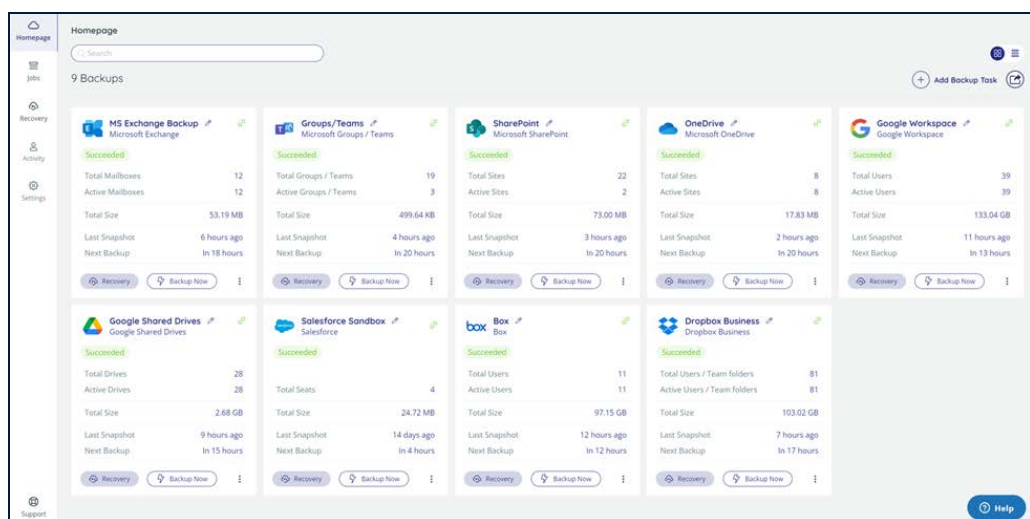 Homepage
Homepage
Search
Jobs
9 Backups
Add Backup Task
Recovery
Activity
Settings
MS Exchange Backup
Microsoft Exchange
Succeeded
Total Mailboxes 12
Active Mailboxes 12
Total Size 53.19 MB
Last Snapshot 6 hours ago
Next Backup In 18 hours
Recovery Backup Now
Groups/Teams
Microsoft Groups / Teams
Succeeded
Total Groups / Teams 19
Active Groups / Teams 3
Total Size 499.64 KB
Last Snapshot 4 hours ago
Next Backup In 20 hours
Recovery Backup Now
SharePoint
Microsoft SharePoint
Succeeded
Total Sites 22
Active Sites 2
Total Size 73.00 MB
Last Snapshot 3 hours ago
Next Backup In 20 hours
Recovery Backup Now
OneDrive
Microsoft OneDrive
Succeeded
Total Sites 8
Active Sites 8
Total Size 17.83 MB
Last Snapshot 2 hours ago
Next Backup In 20 hours
Recovery Backup Now
Google Workspace
Google Workspace
Succeeded
Total Users 39
Active Users 39
Total Size 133.04 GB
Last Snapshot 11 hours ago
Next Backup In 13 hours
Recovery Backup Now
Google Shared Drives
Google Shared Drives
Succeeded
Total Drives 28
Active Drives 28
Total Size 2.68 GB
Last Snapshot 9 hours ago
Next Backup In 15 hours
Recovery Backup Now
Salesforce Sandbox
Salesforce
Succeeded
Total Seats 4
Total Size 24.72 MB
Last Snapshot 14 days ago
Next Backup In 4 hours
Recovery Backup Now
box
Box
Box
Succeeded
Total Users 11
Active Users 11
Total Size 97.15 GB
Last Snapshot 12 hours ago
Next Backup In 12 hours
Recovery Backup Now
Dropbox Business
Dropbox Business
Succeeded
Total Users / Team folders 81
Active Users / Team folders 81
Total Size 103.02 GB
Last Snapshot 7 hours ago
Next Backup In 17 hours
Recovery Backup Now
Support
Help